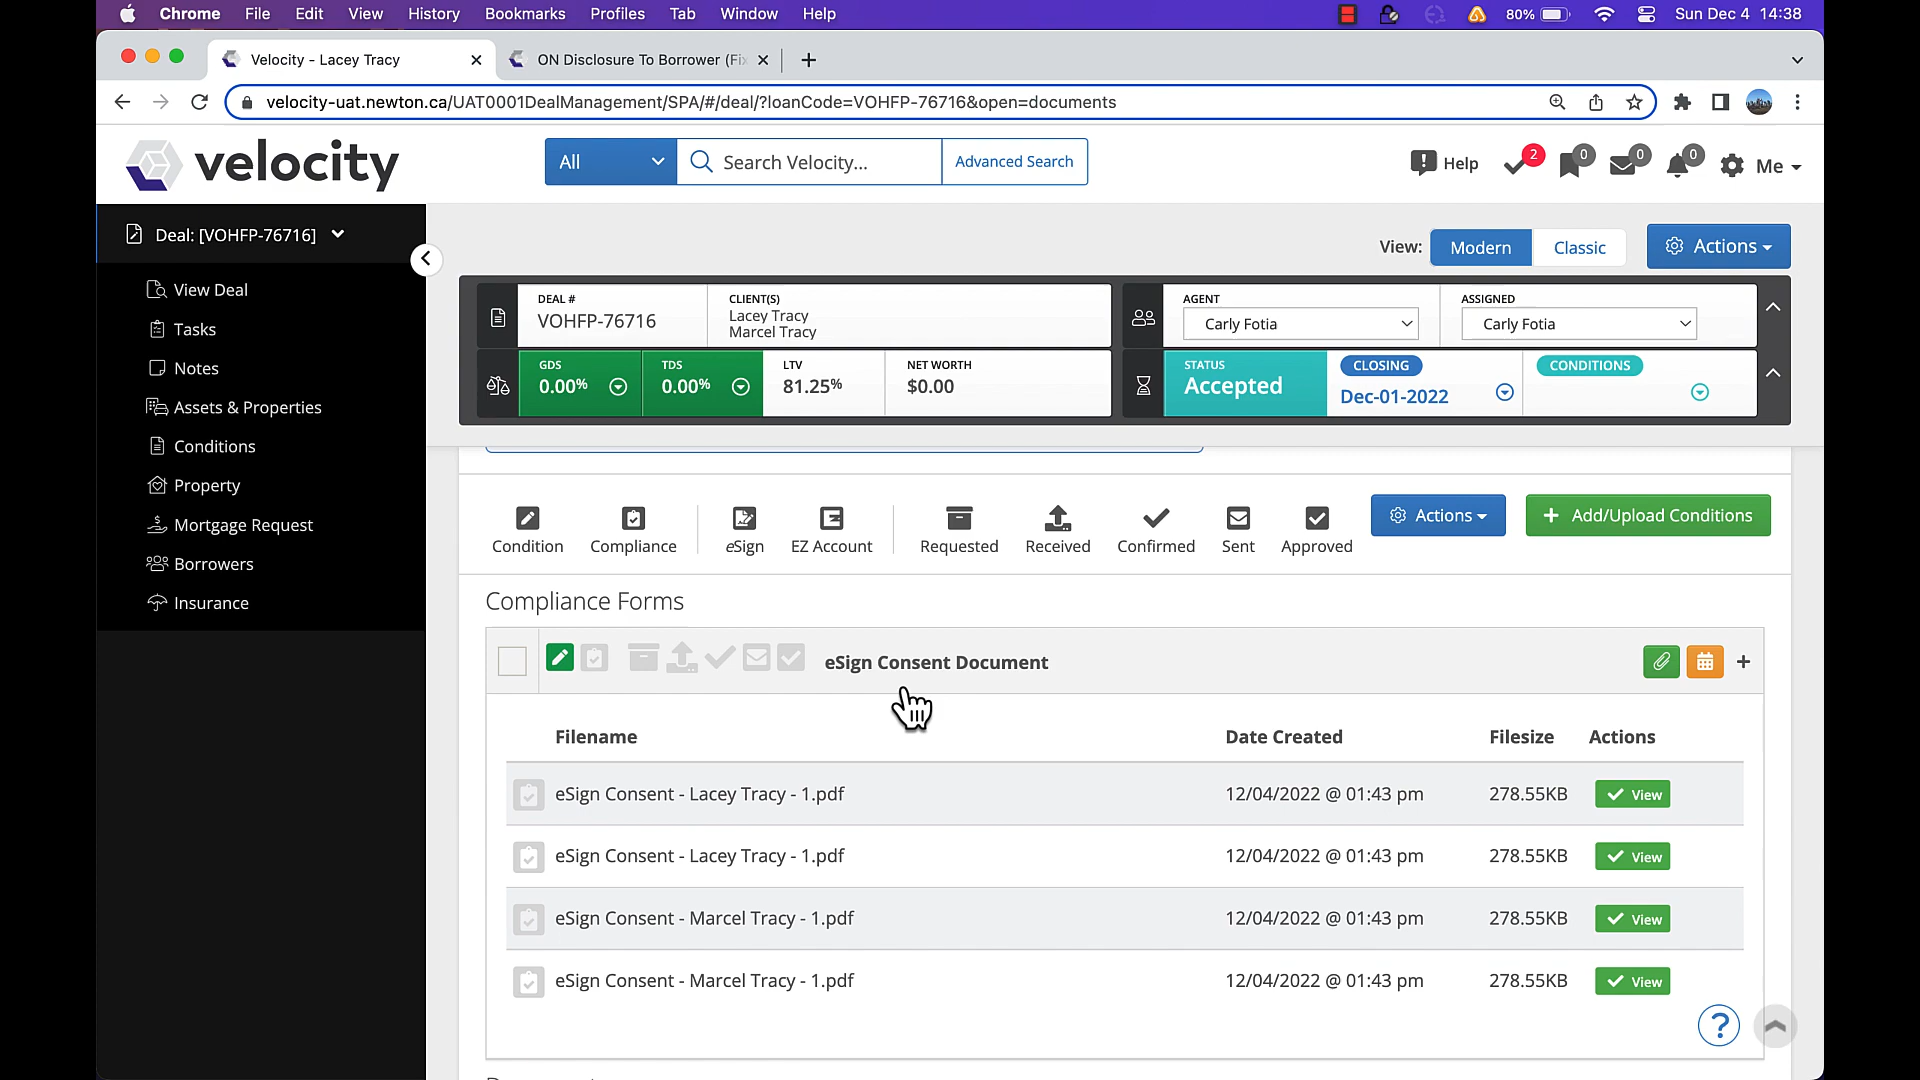 Chrome File Edit View History Bookmarks Profiles Tab Window Help 80% Sun Dec 4 14:38
Velocity - Lacey Tracy ON Disclosure To Borrower (Fix
velocity-uat.newton.ca/UAT0001DealManagement/SPA/#/deal/?loanCode=VOHFP-76716&open=documents
velocity All Search Velocity... Advanced Search Help 2 0 0 0 Me
Deal: [VOHFP-76716]
View Deal
Tasks
Notes
Assets & Properties
Conditions
Property
Mortgage Request
Borrowers
Insurance
View: Modern Classic Actions
DEAL # CLIENT(S) AGENT ASSIGNED
VOHFP-76716 Lacey Tracy Carly Fotia Carly Fotia
Marcel Tracy
GDS TDS LTV NET WORTH STATUS CLOSING CONDITIONS
0.00% 0.00% 81.25% $0.00 Accepted Dec-01-2022
Condition Compliance eSign EZ Account Requested Received Confirmed Sent Approved Actions + Add/Upload Conditions
Compliance Forms
eSign Consent Document
Filename Date Created Filesize Actions
eSign Consent - Lacey Tracy - 1.pdf 12/04/2022 @ 01:43 pm 278.55KB View
eSign Consent - Lacey Tracy - 1.pdf 12/04/2022 @ 01:43 pm 278.55KB View
eSign Consent - Marcel Tracy - 1.pdf 12/04/2022 @ 01:43 pm 278.55KB View
eSign Consent - Marcel Tracy - 1.pdf 12/04/2022 @ 01:43 pm 278.55KB View
?